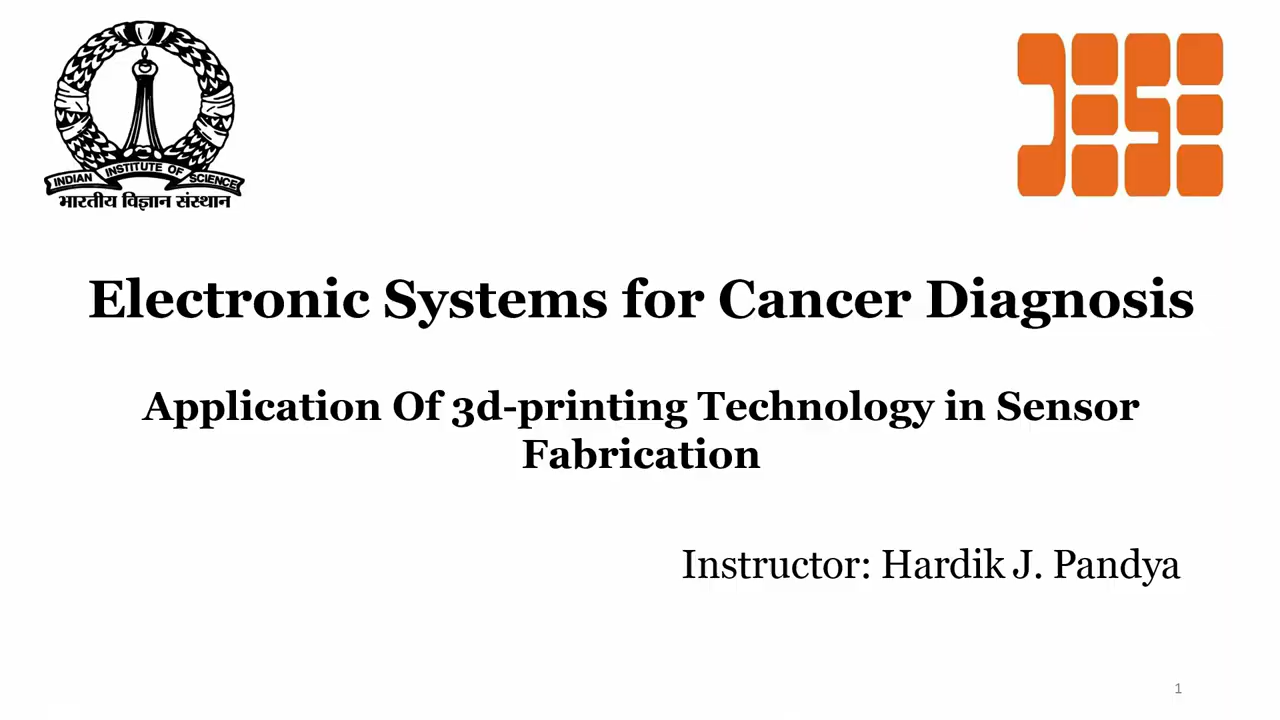 INDIAN INSTITUTE OF SCIENCE
भारतीय विज्ञान संस्थान
DESE
Electronic Systems for Cancer Diagnosis
Application Of 3d-printing Technology in Sensor
Fabrication
Instructor: Hardik J. Pandya
1